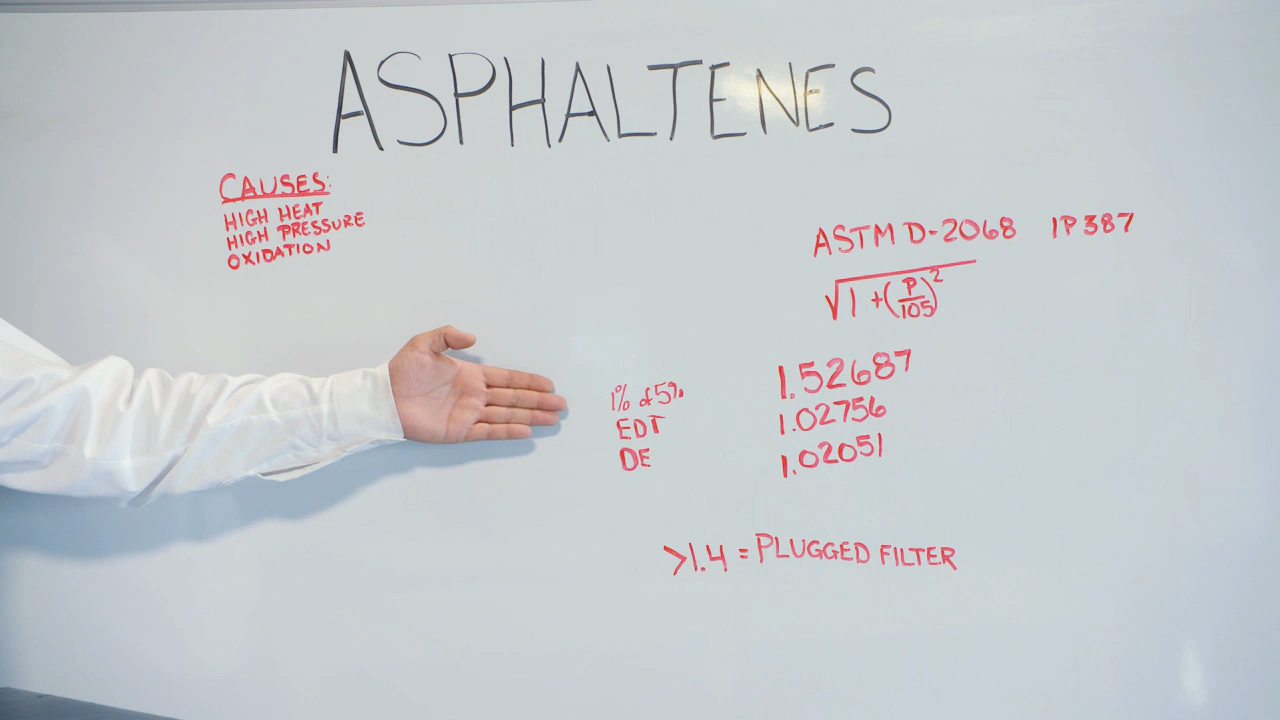 ASPHALTENES
CAUSES:
HIGH HEAT
HIGH PRESSURE
OXIDATION
ASTM D-2068 IP387
√1+(P/105)²
1% of 5% 1.52687
EDT 1.02756
DE 1.02051
>1.4 = PLUGGED FILTER